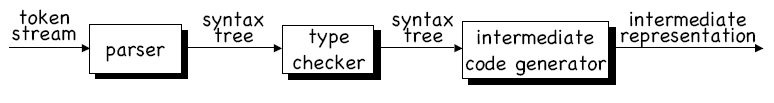 token
stream
parser
syntax
tree
type
checker
syntax
tree
intermediate
code generator
intermediate
representation